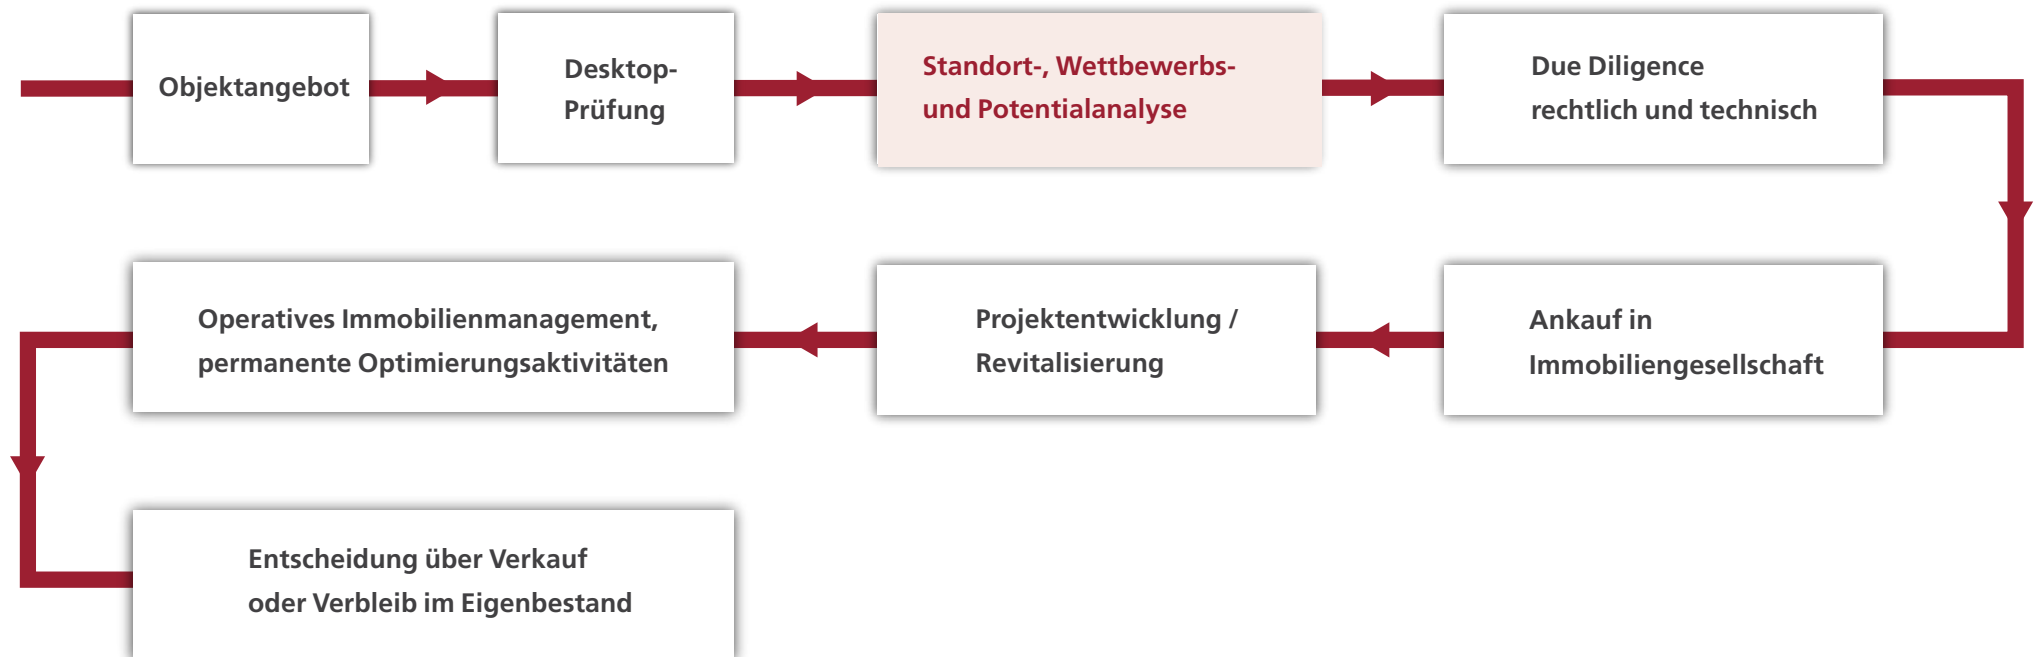 Objektangebot
Desktop-
Prüfung
Standort-, Wettbewerbs-
und Potentialanalyse
Due Diligence
rechtlich und technisch
Operatives Immobilienmanagement,
permanente Optimierungsaktivitäten
Projektentwicklung /
Revitalisierung
Ankauf in
Immobiliengesellschaft
Entscheidung über Verkauf
oder Verbleib im Eigenbestand